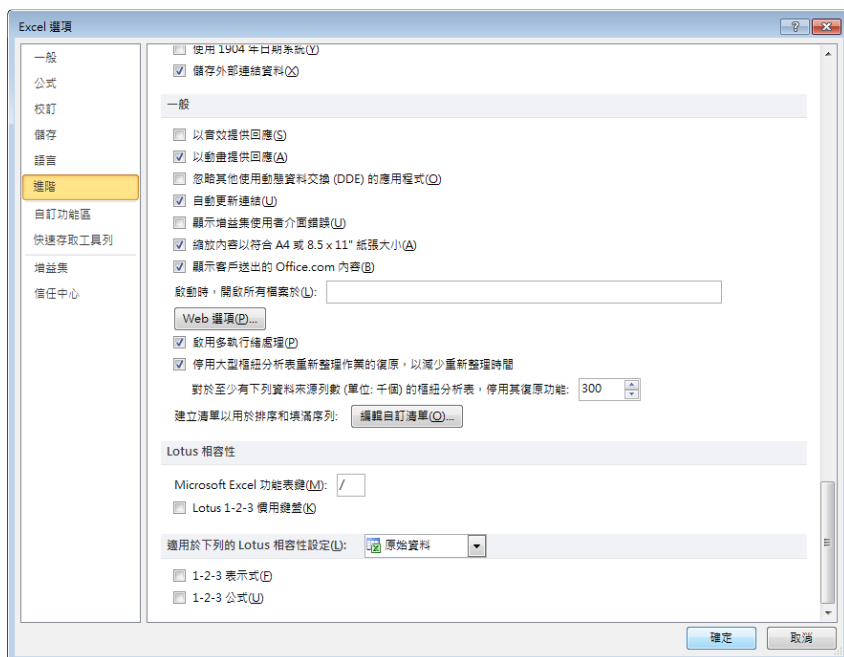 Excel 選項
一般
公式
校訂
儲存
語言
進階
自訂功能區
快速存取工具列
增益集
信任中心
使用 1904 年日期系統(Y)
儲存外部連結資料(X)
一般
以音效提供回應(S)
以動畫提供回應(A)
忽略其他使用動態資料交換 (DDE) 的應用程式(O)
自動更新連結(U)
顯示增益集使用者介面錯誤(U)
縮放內容以符合 A4 或 8.5 x 11" 紙張大小(A)
顯示客戶送出的 Office.com 內容(B)
啟動時，開啟所有檔案於(L):
Web 選項(P)...
啟用多執行緒處理(P)
停用大型樞紐分析表重新整理作業的復原，以減少重新整理時間
對於至少有下列資料來源列數 (單位: 千個) 的樞紐分析表，停用其復原功能: 300
建立清單以用於排序和填滿序列: 編輯自訂清單(O)...
Lotus 相容性
Microsoft Excel 功能表鍵(M): /
Lotus 1-2-3 慣用鍵盤(K)
適用於下列的 Lotus 相容性設定(L): 原始資料
1-2-3 表示式(F)
1-2-3 公式(U)
確定 取消